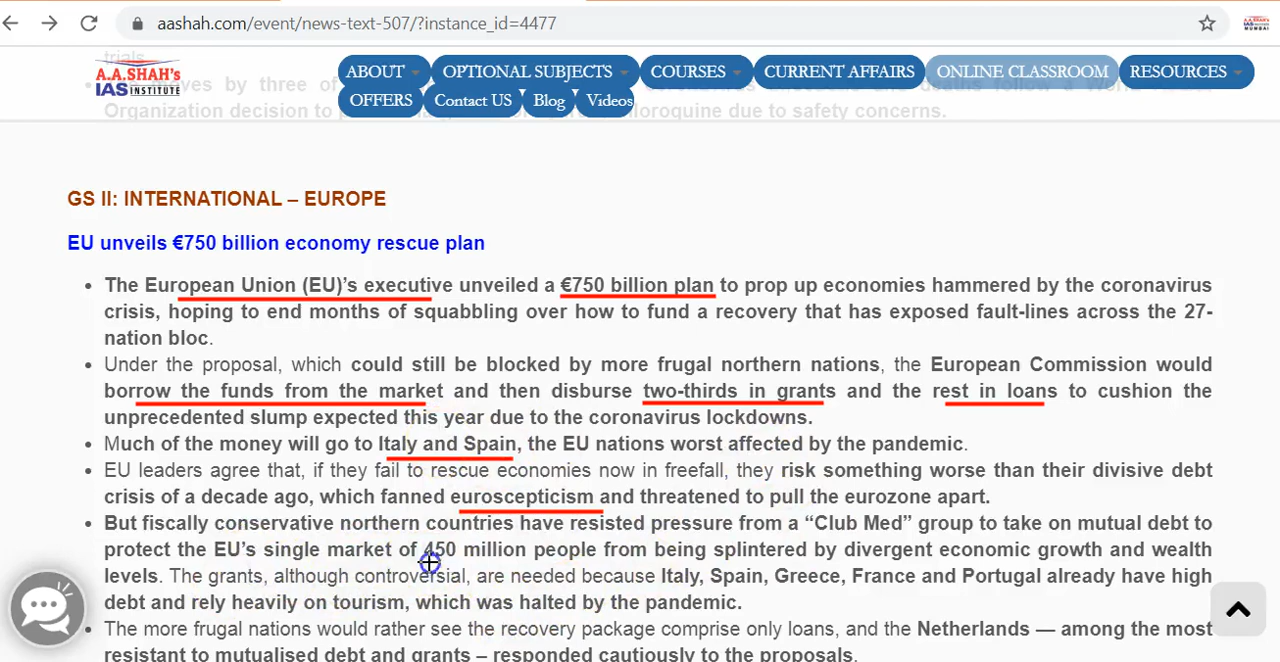 aashah.com/event/news-text-507/?instance_id=4477
A.A.SHAH's
IAS INSTITUTE
ABOUT OPTIONAL SUBJECTS COURSES CURRENT AFFAIRS ONLINE CLASSROOM RESOURCES
OFFERS Contact US Blog Videos
trials.
Organization decision to due to safety concerns.
GS II: INTERNATIONAL – EUROPE
EU unveils €750 billion economy rescue plan
The European Union (EU)'s executive unveiled a €750 billion plan to prop up economies hammered by the coronavirus
crisis, hoping to end months of squabbling over how to fund a recovery that has exposed fault-lines across the 27-
nation bloc.
Under the proposal, which could still be blocked by more frugal northern nations, the European Commission would
borrow the funds from the market and then disburse two-thirds in grants and the rest in loans to cushion the
unprecedented slump expected this year due to the coronavirus lockdowns.
Much of the money will go to Italy and Spain, the EU nations worst affected by the pandemic.
EU leaders agree that, if they fail to rescue economies now in freefall, they risk something worse than their divisive debt
crisis of a decade ago, which fanned euroscepticism and threatened to pull the eurozone apart.
But fiscally conservative northern countries have resisted pressure from a “Club Med” group to take on mutual debt to
protect the EU's single market of 450 million people from being splintered by divergent economic growth and wealth
levels. The grants, although controversial, are needed because Italy, Spain, Greece, France and Portugal already have high
debt and rely heavily on tourism, which was halted by the pandemic.
The more frugal nations would rather see the recovery package comprise only loans, and the Netherlands — among the most
resistant to mutualised debt and grants – responded cautiously to the proposals.